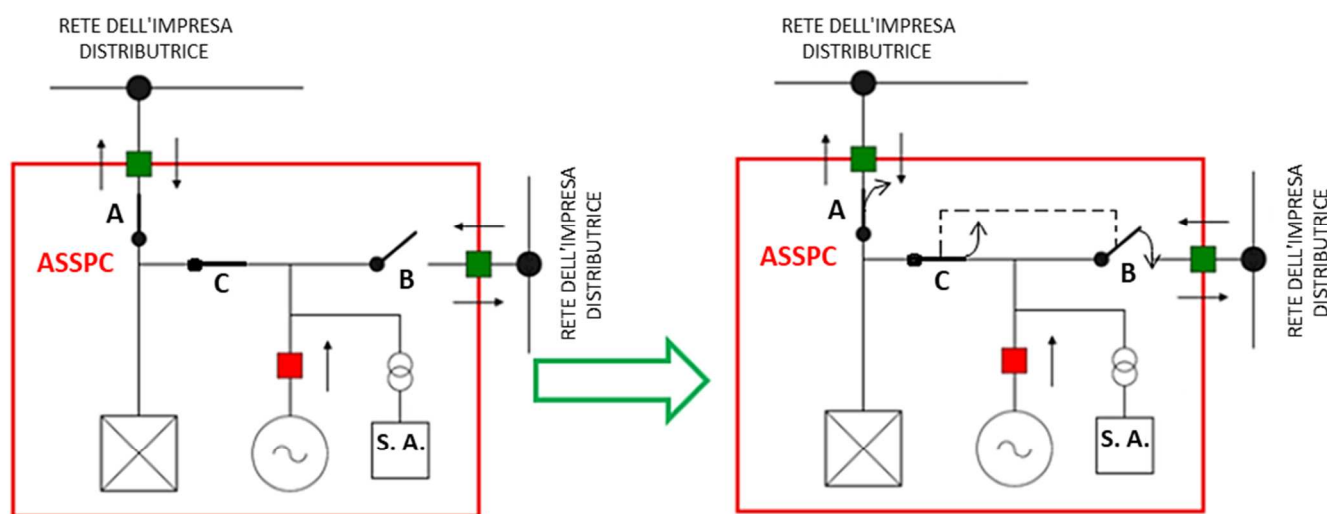 RETE DELL'IMPRESA
DISTRIBUTRICE
A
ASSPC
C
B
S. A.
RETE DELL'IMPRESA
DISTRIBUTRICE
RETE DELL'IMPRESA
DISTRIBUTRICE
A
ASSPC
C
B
S. A.
RETE DELL'IMPRESA
DISTRIBUTRICE